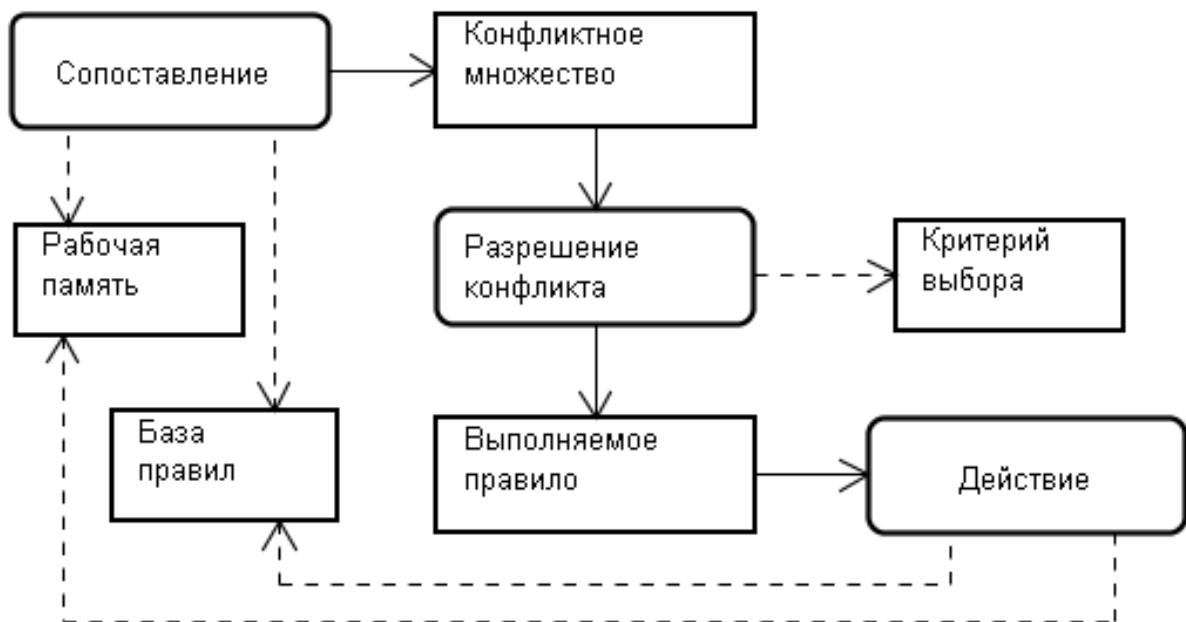 Сопоставление
Конфликтное
множество
Рабочая
память
Разрешение
конфликта
Критерий
выбора
База
правил
Выполняемое
правило
Действие